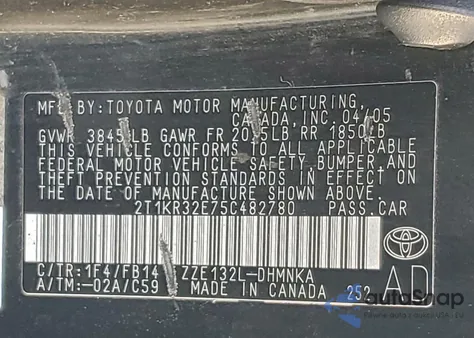 MFD. BY: TOYOTA MOTOR MANUFACTURING,
CANADA, INC. 04/05
GVWR 3845LB GAWR FR 2015LB RR 1850LB
THIS VEHICLE CONFORMS TO ALL APPLICABLE
FEDERAL MOTOR VEHICLE SAFETY, BUMPER, AND
THEFT PREVENTION STANDARDS IN EFFECT ON THE
DATE OF MANUFACTURE SHOWN ABOVE.
2T1KR32E75C482780 PASS.CAR
C/TR: 1F4/FB14 ZZE132L-DHMNKA
A/TM: -02A/C59 MADE IN CANADA 252
AD
autoSnap